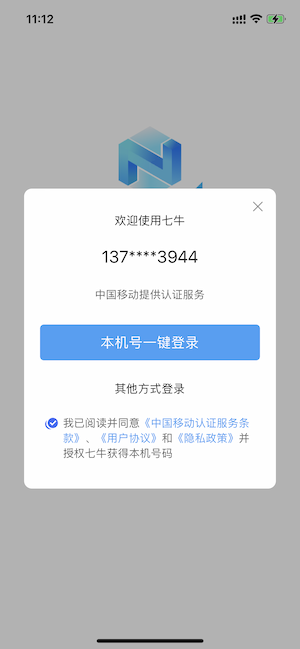 11:12
欢迎使用七牛
137****3944
中国移动提供认证服务
本机号一键登录
其他方式登录
我已阅读并同意《中国移动认证服务条
款》、《用户协议》和《隐私政策》并
授权七牛获得本机号码